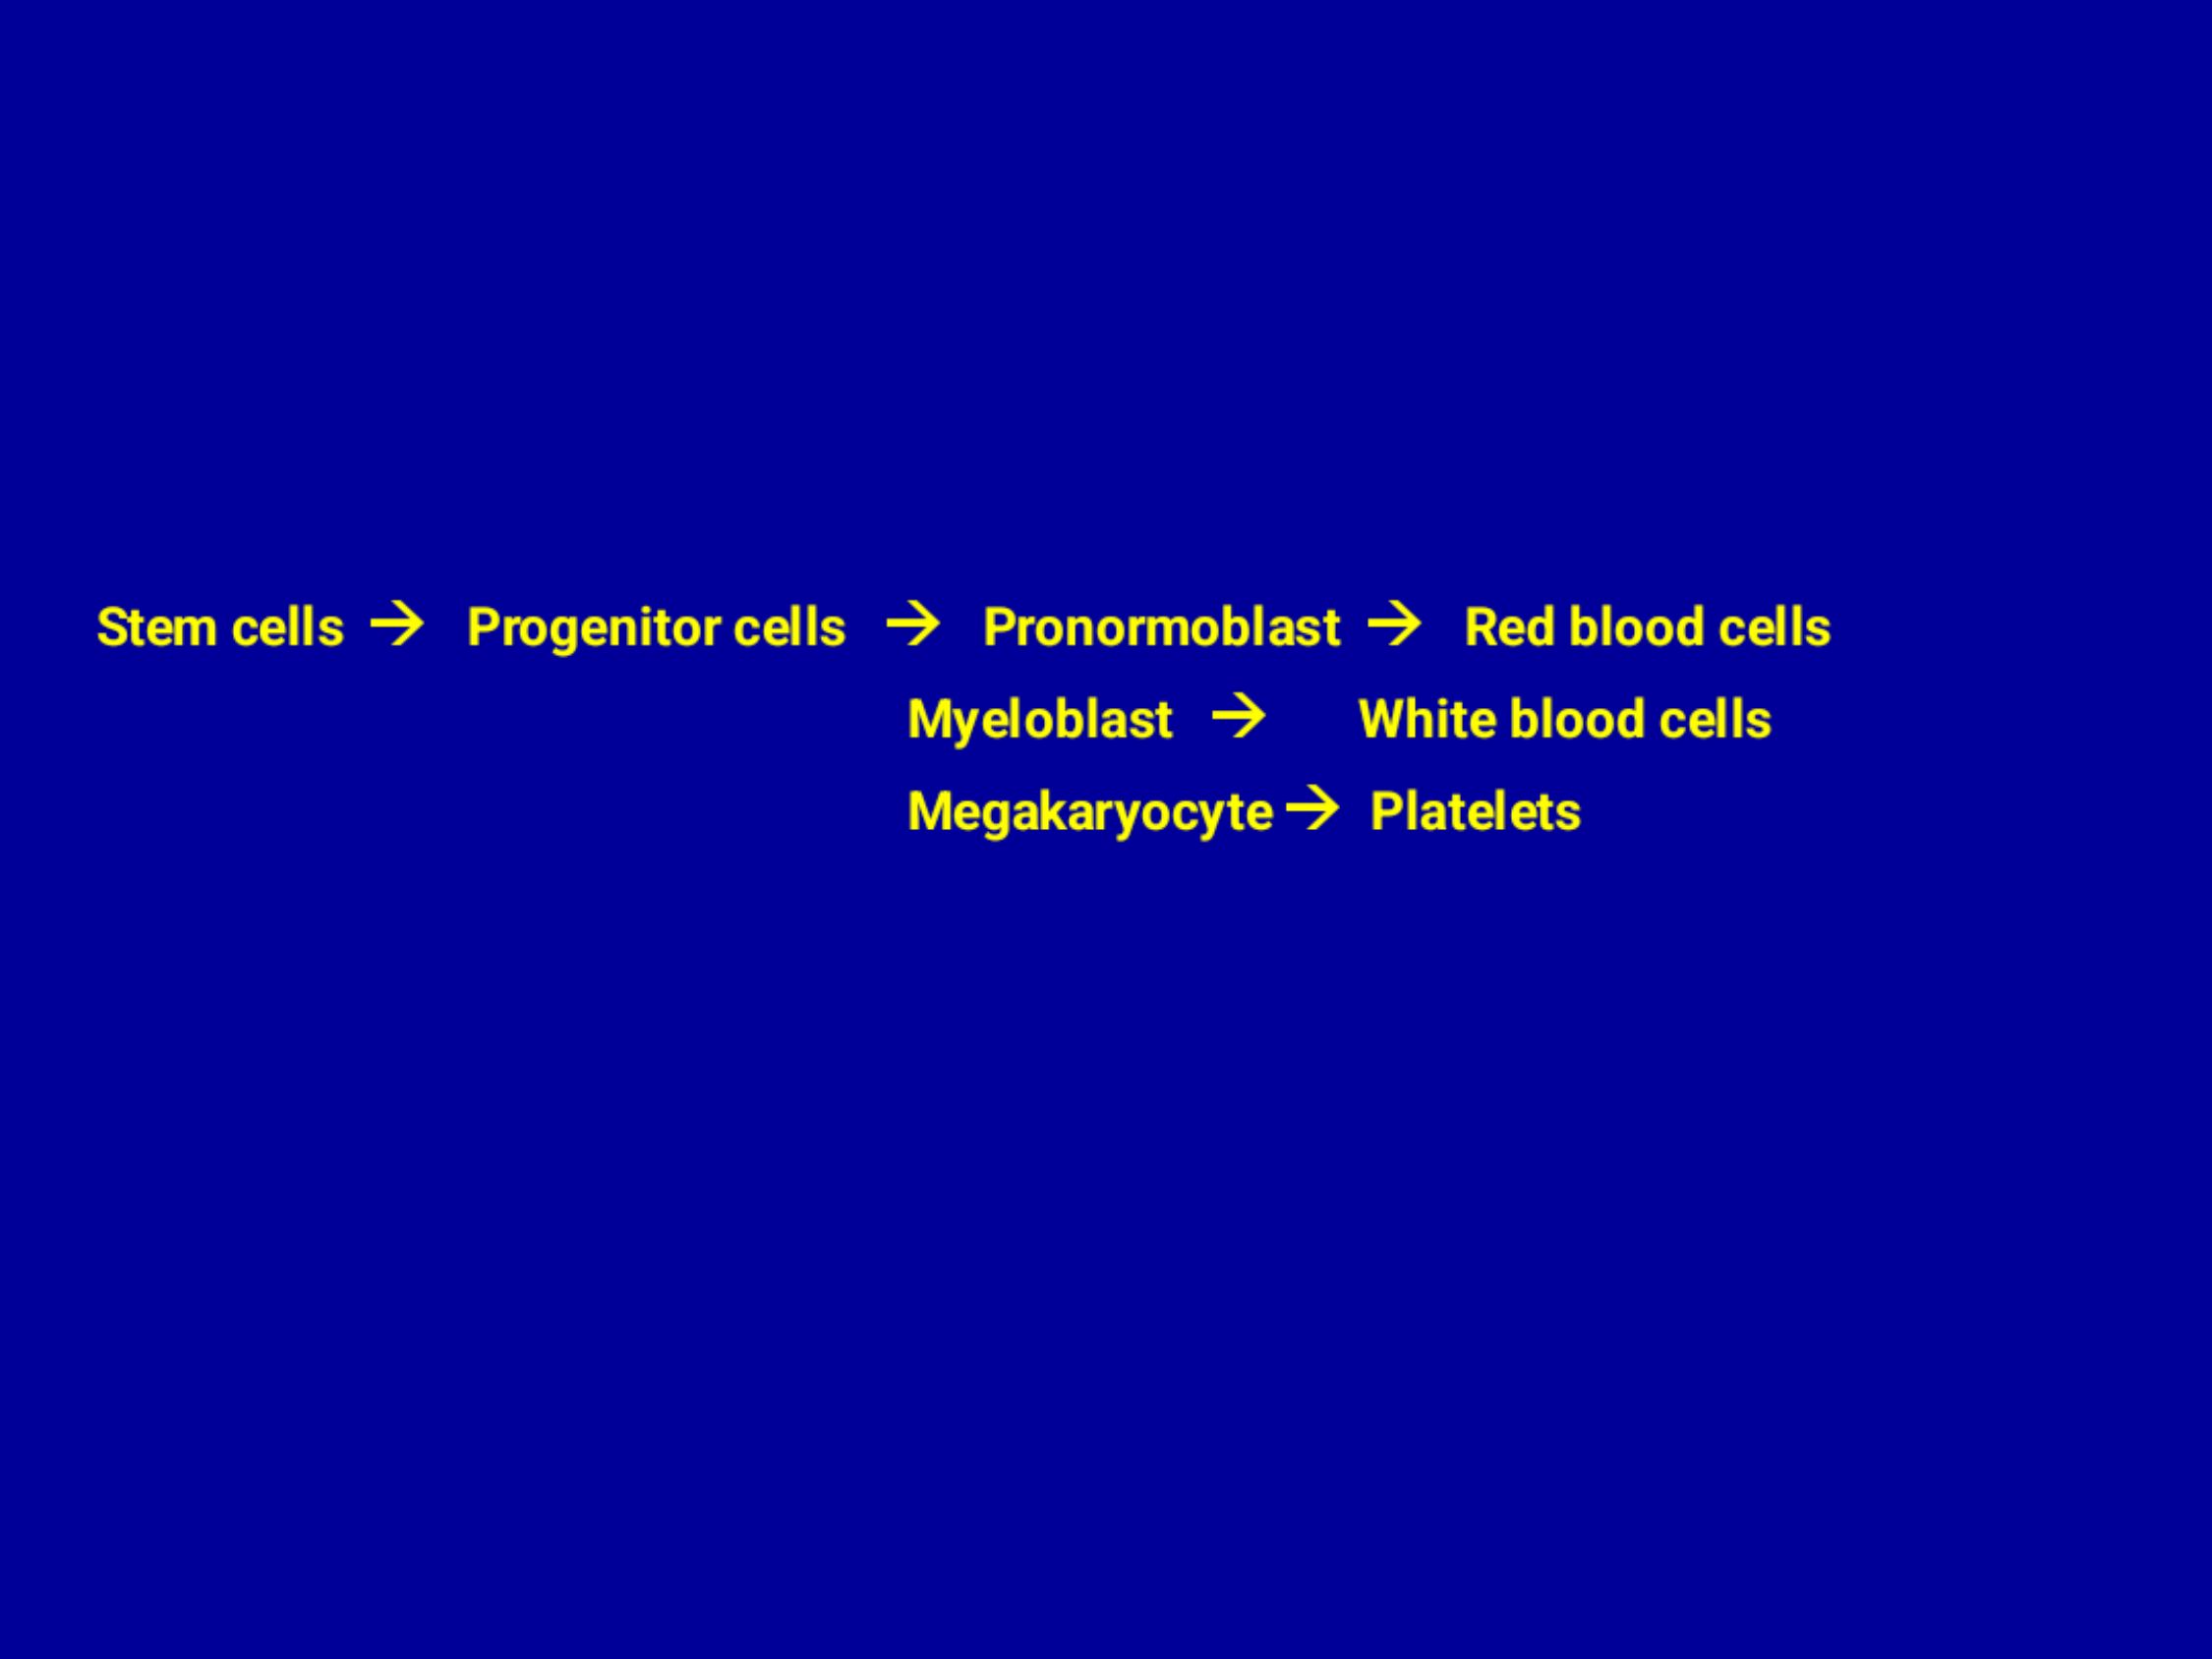 Stem cells → Progenitor cells → Pronormoblast → Red blood cells
Myeloblast → White blood cells
Megakaryocyte → Platelets